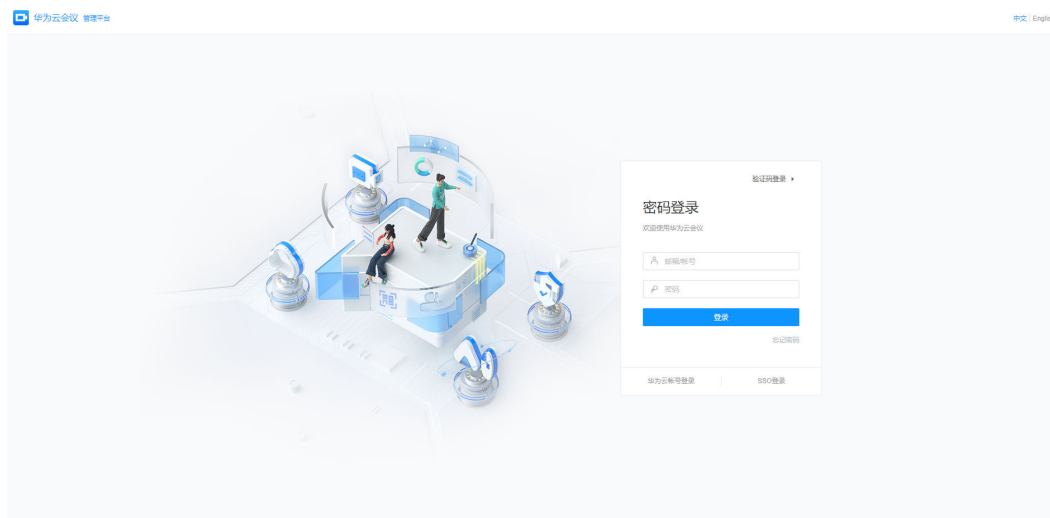 华为云会议 管理平台
中文 | Englis
验证码登录
密码登录
欢迎使用华为云会议
邮箱/帐号
密码
登录
忘记密码
华为云帐号登录 SSO登录